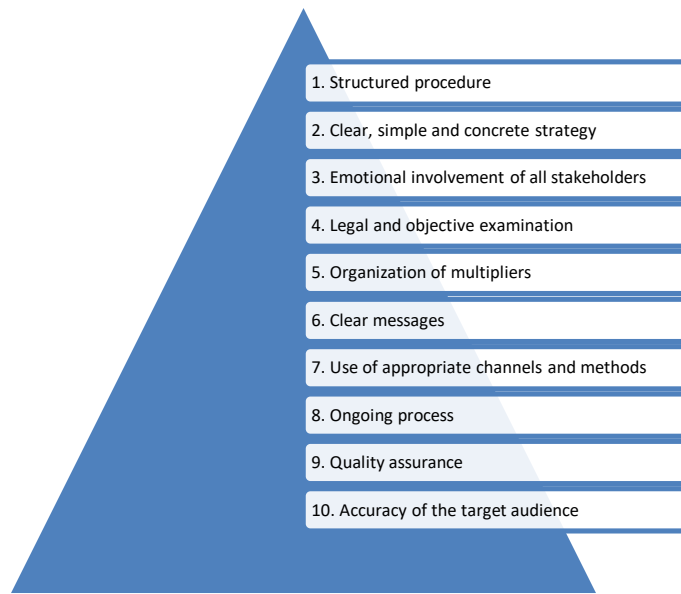 1. Structured procedure
2. Clear, simple and concrete strategy
3. Emotional involvement of all stakeholders
4. Legal and objective examination
5. Organization of multipliers
6. Clear messages
7. Use of appropriate channels and methods
8. Ongoing process
9. Quality assurance
10. Accuracy of the target audience